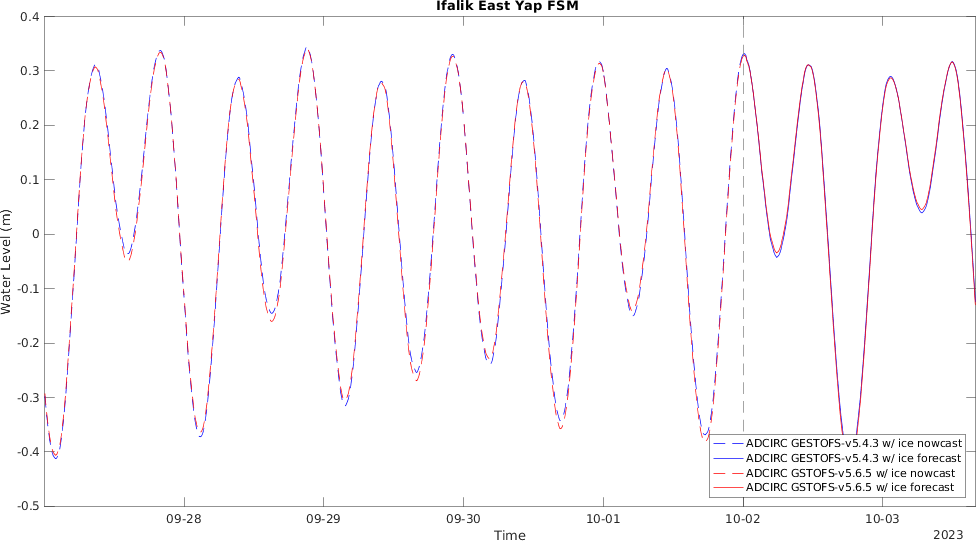 Ifalik East Yap FSM
0.4
0.3
0.2
0.1
0
-0.1
-0.2
-0.3
-0.4
-0.5
Water Level (m)
ADCIRC GESTOFS-v5.4.3 w/ ice nowcast
ADCIRC GESTOFS-v5.4.3 w/ ice forecast
ADCIRC GSTOFS-v5.6.5 w/ ice nowcast
ADCIRC GSTOFS-v5.6.5 w/ ice forecast
09-28 09-29 09-30 10-01 10-02 10-03
Time
2023